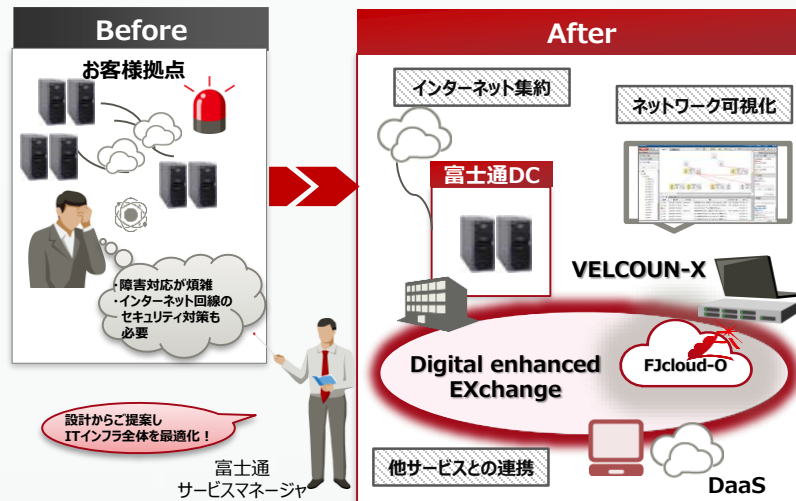 Before
お客様拠点
・障害対応が煩雑
・インターネット回線の
セキュリティ対策も
必要
設計からご提案し
ITインフラ全体を最適化！
富士通
サービスマネージャ
After
インターネット集約
ネットワーク可視化
富士通DC
VELCOUN-X
Digital enhanced
EXchange
FJcloud-O
他サービスとの連携
DaaS